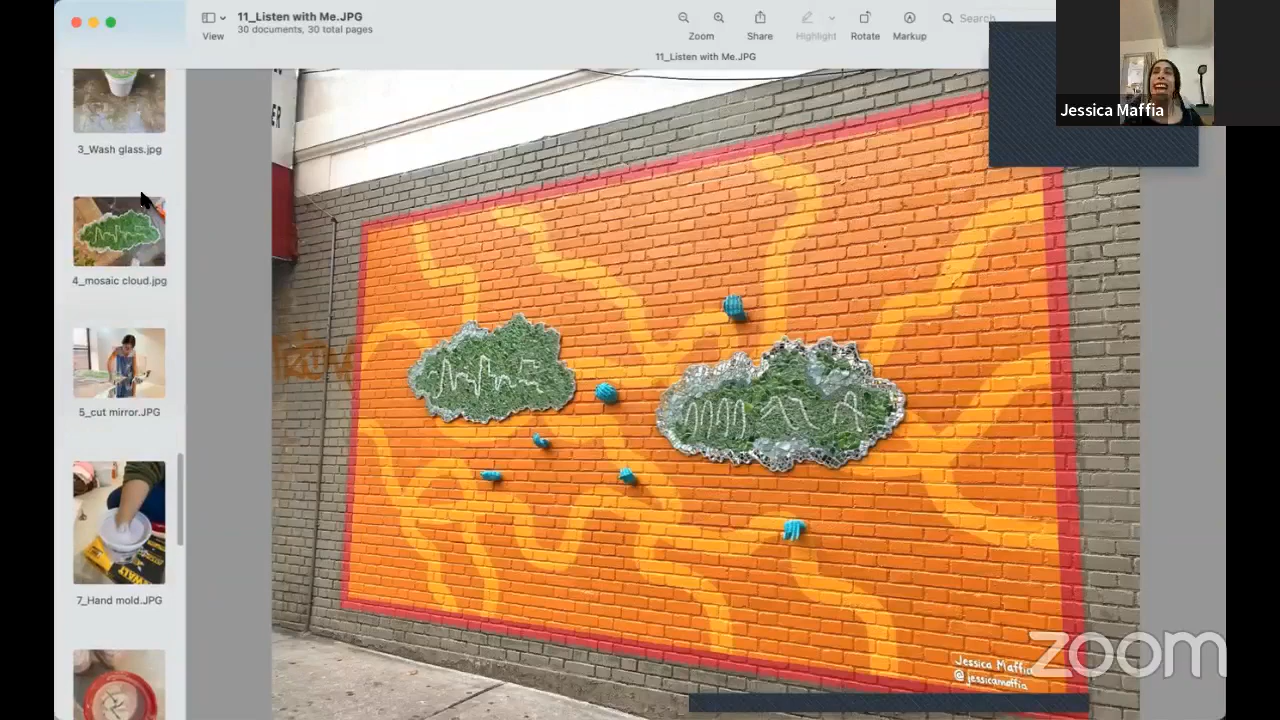 11_Listen with Me.JPG
30 documents, 30 total pages
View
Zoom
Share
Highlight
Rotate
Markup
Search
11_Listen with Me.JPG
Jessica Maffia
3_Wash glass.jpg
4_mosaic cloud.jpg
5_cut mirror.JPG
7_Hand mold.JPG
DEWALT
ER
Jessica Maffia
@jessicamaffia
zoom